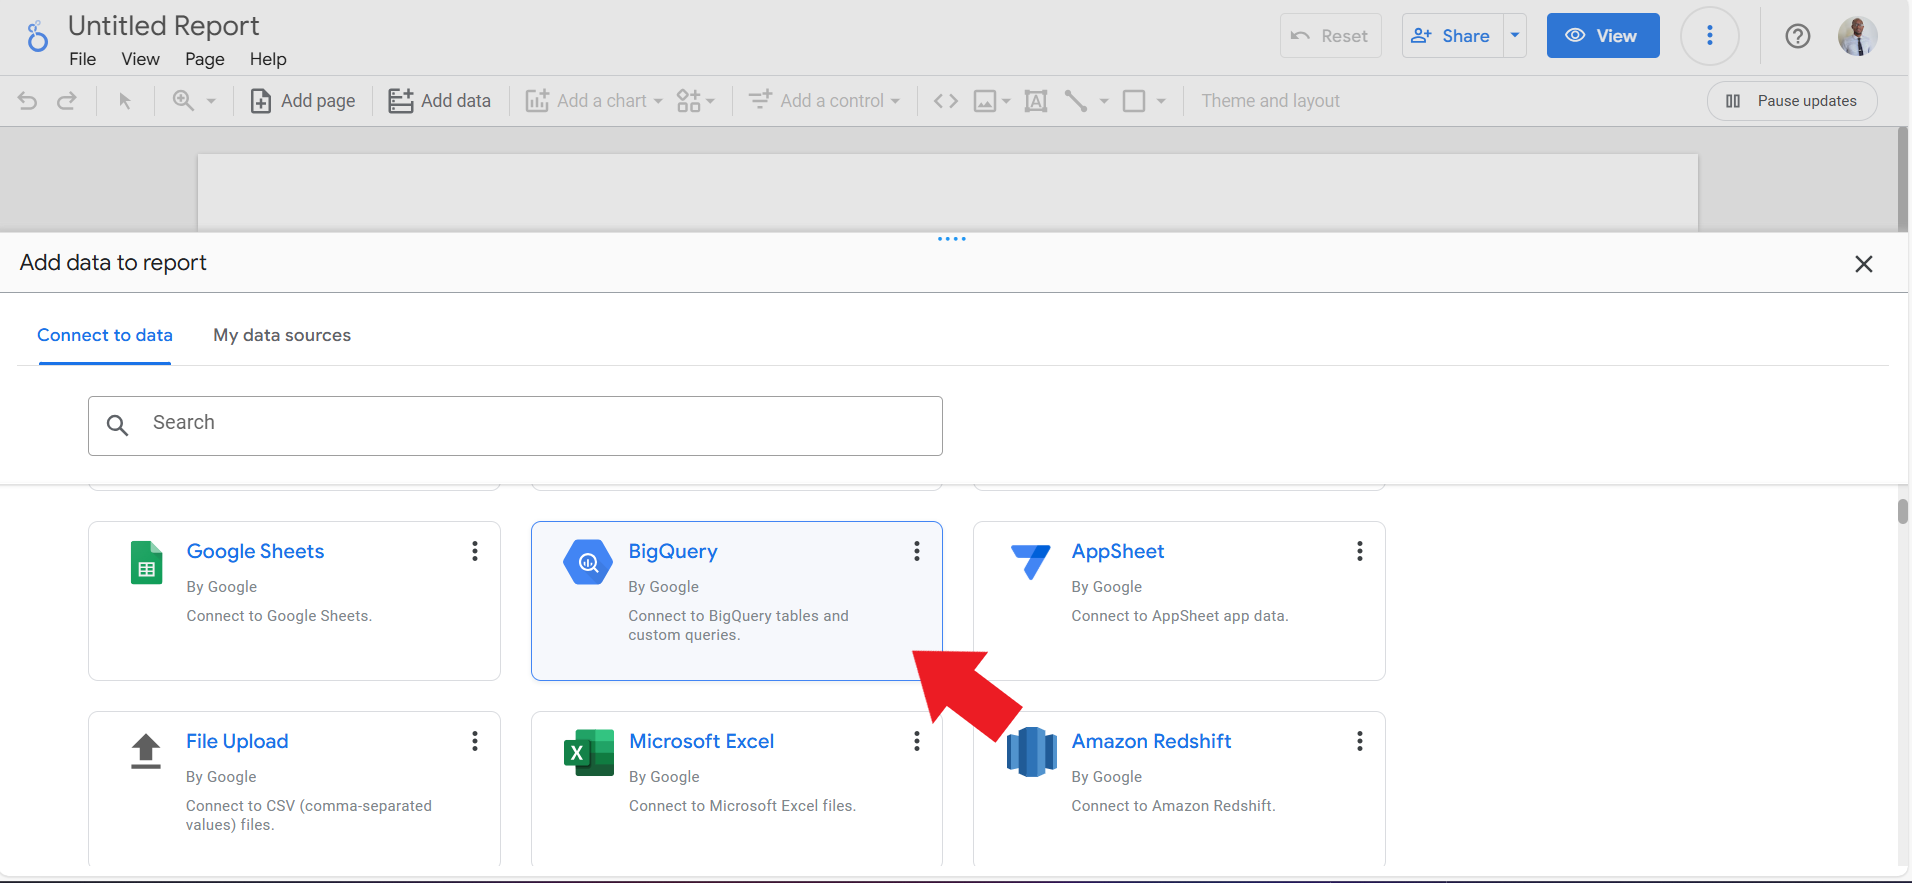 Untitled Report
File View Page Help
Reset
Share
View
Add page
Add data
Add a chart
Add a control
Theme and layout
Pause updates
Add data to report
Connect to data
My data sources
Search
Google Sheets
By Google
Connect to Google Sheets.
BigQuery
By Google
Connect to BigQuery tables and
custom queries.
AppSheet
By Google
Connect to AppSheet app data.
File Upload
By Google
Connect to CSV (comma-separated
values) files.
Microsoft Excel
By Google
Connect to Microsoft Excel files.
Amazon Redshift
By Google
Connect to Amazon Redshift.